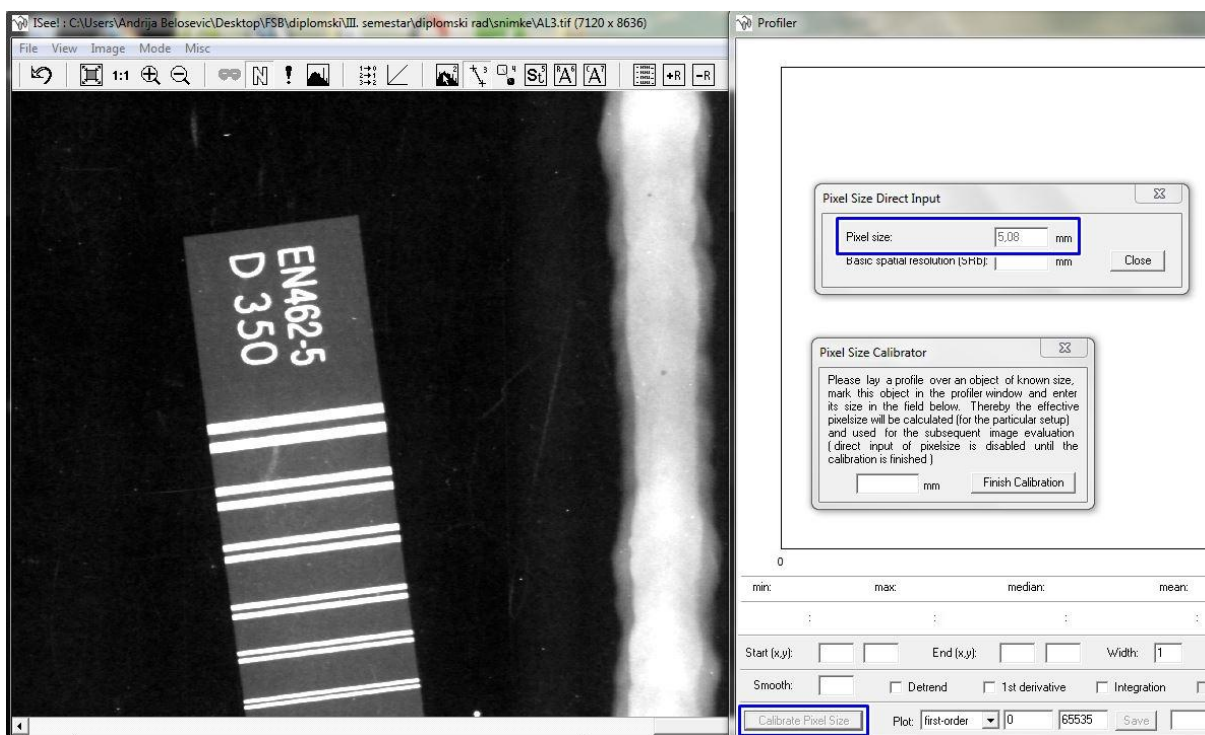 ISee! : C:\Users\Andrija Belosevic\Desktop\FSB\diplomski\III. semestar\diplomski rad\snimke\AL3.tif (7120 x 8636)
File View Image Mode Misc
1:1 N St A A +R -R
EN462-5
D 350
Profiler
Pixel Size Direct Input
Pixel size: 5,08 mm
Basic spatial resolution (SRb): mm
Close
Pixel Size Calibrator
Please lay a profile over an object of known size,
mark this object in the profiler window and enter
its size in the field below. Thereby the effective
pixelsize will be calculated (for the particular setup)
and used for the subsequent image evaluation
( direct input of pixelsize is disabled until the
calibration is finished )
mm Finish Calibration
0
min: max: median: mean:
: : : :
Start (x,y): End (x,y): Width: 1
Smooth: Detrend 1st derivative Integration
Calibrate Pixel Size Plot: first-order 0 65535 Save